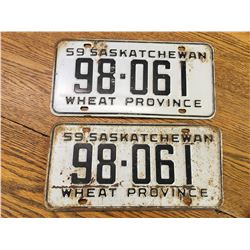 59 SASKATCHEWAN
98-061
WHEAT PROVINCE
59 SASKATCHEWAN
98-061
WHEAT PROVINCE